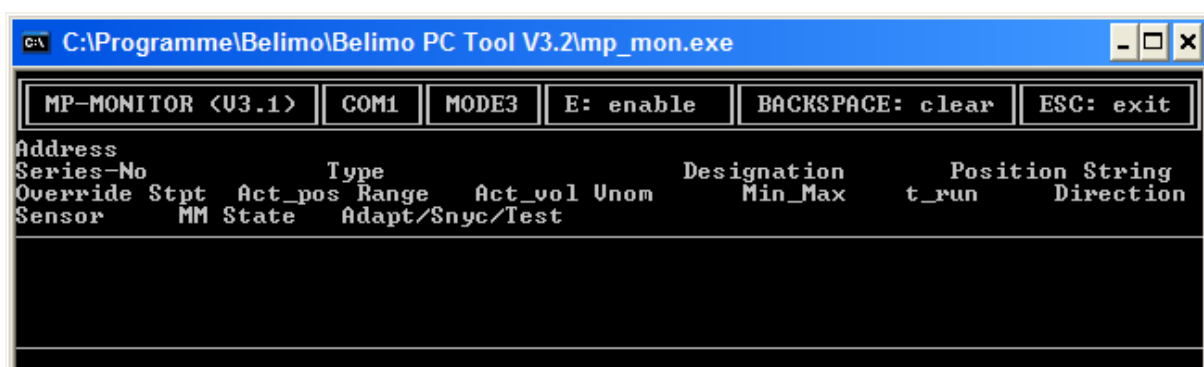 C:\Programme\Belimo\Belimo PC Tool V3.2\mp_mon.exe
MP-MONITOR (V3.1) COM1 MODE3 E: enable BACKSPACE: clear ESC: exit
Address
Series-No Type Designation Position String
Override Stpt Act_pos Range Act_vol Vnom Min_Max t_run Direction
Sensor MM State Adapt/Snyc/Test